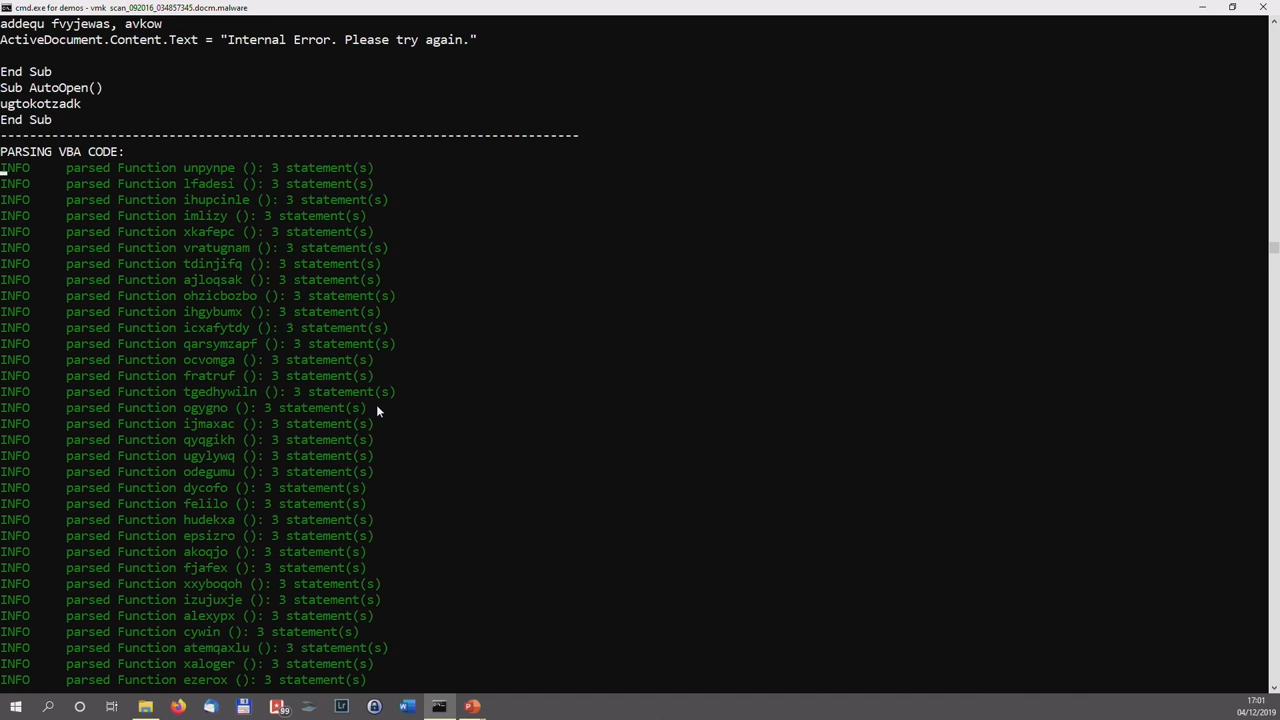 cmd.exe for demos - vmk  scan_092016_034857345.docm.malware
addequ fvyjewas, avkow
ActiveDocument.Content.Text = "Internal Error. Please try again."
End Sub
Sub AutoOpen()
ugtokotzadk
End Sub
-------------------------------------------------------------------------------
PARSING VBA CODE:
INFO     parsed Function unpynpe (): 3 statement(s)
INFO     parsed Function lfadesi (): 3 statement(s)
INFO     parsed Function ihupcinle (): 3 statement(s)
INFO     parsed Function imlizy (): 3 statement(s)
INFO     parsed Function xkafepc (): 3 statement(s)
INFO     parsed Function vratugnam (): 3 statement(s)
INFO     parsed Function tdinjifq (): 3 statement(s)
INFO     parsed Function ajloqsak (): 3 statement(s)
INFO     parsed Function ohzicbozbo (): 3 statement(s)
INFO     parsed Function ihgybumx (): 3 statement(s)
INFO     parsed Function icxafytdy (): 3 statement(s)
INFO     parsed Function qarsymzapf (): 3 statement(s)
INFO     parsed Function ocvomga (): 3 statement(s)
INFO     parsed Function fratruf (): 3 statement(s)
INFO     parsed Function tgedhywiln (): 3 statement(s)
INFO     parsed Function ogygno (): 3 statement(s)
INFO     parsed Function ijmaxac (): 3 statement(s)
INFO     parsed Function qyqgikh (): 3 statement(s)
INFO     parsed Function ugylywq (): 3 statement(s)
INFO     parsed Function odegumu (): 3 statement(s)
INFO     parsed Function dycofo (): 3 statement(s)
INFO     parsed Function felilo (): 3 statement(s)
INFO     parsed Function hudekxa (): 3 statement(s)
INFO     parsed Function epsizro (): 3 statement(s)
INFO     parsed Function akoqjo (): 3 statement(s)
INFO     parsed Function fjafex (): 3 statement(s)
INFO     parsed Function xxyboqoh (): 3 statement(s)
INFO     parsed Function izujuxje (): 3 statement(s)
INFO     parsed Function alexypx (): 3 statement(s)
INFO     parsed Function cywin (): 3 statement(s)
INFO     parsed Function atemqaxlu (): 3 statement(s)
INFO     parsed Function xaloger (): 3 statement(s)
INFO     parsed Function ezerox (): 3 statement(s)
99
Lr
17:01
04/12/2019